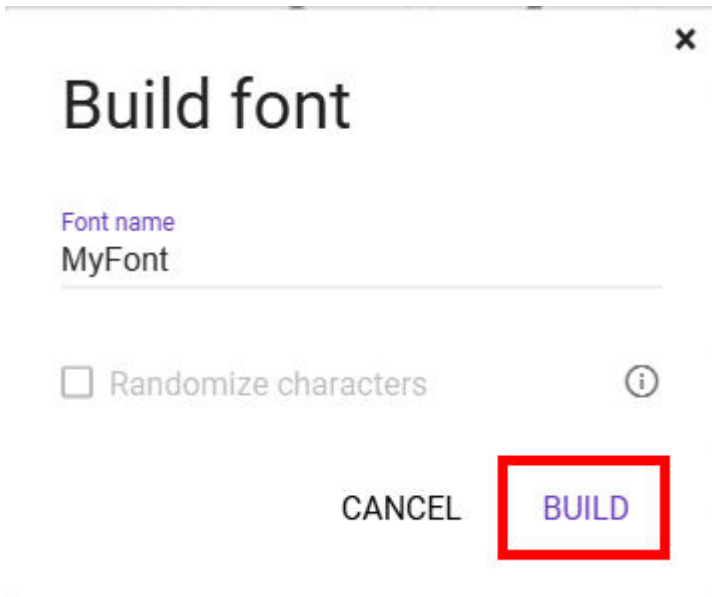 Build font
Font name
MyFont
Randomize characters
CANCEL BUILD